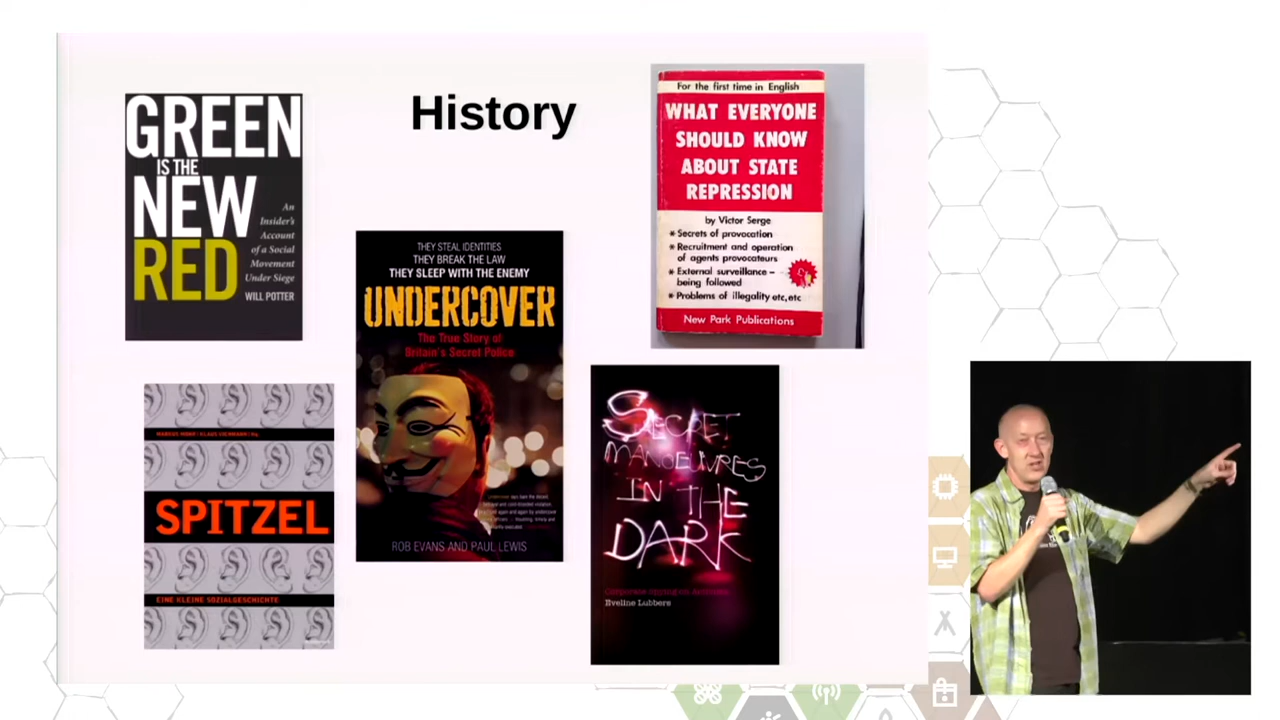 History
GREEN
IS THE
NEW
RED
An
Insider's
Account
of a Social
Movement
Under Siege
WILL POTTER
For the first time in English
WHAT EVERYONE
SHOULD KNOW
ABOUT STATE
REPRESSION
by Victor Serge
* Secrets of provocation
* Recruitment and operation
of agents provocateurs
* External surveillance –
being followed
* Problems of illegality etc, etc
New Park Publications
THEY STEAL IDENTITIES
THEY BREAK THE LAW
THEY SLEEP WITH THE ENEMY
UNDERCOVER
The True Story of
Britain's Secret Police
ROB EVANS AND PAUL LEWIS
SPITZEL
EINE KLEINE SOZIALGESCHICHTE
SECRET
MANOEUVRES
IN THE
DARK
Corporate Spying on Activists
Eveline Lubbers